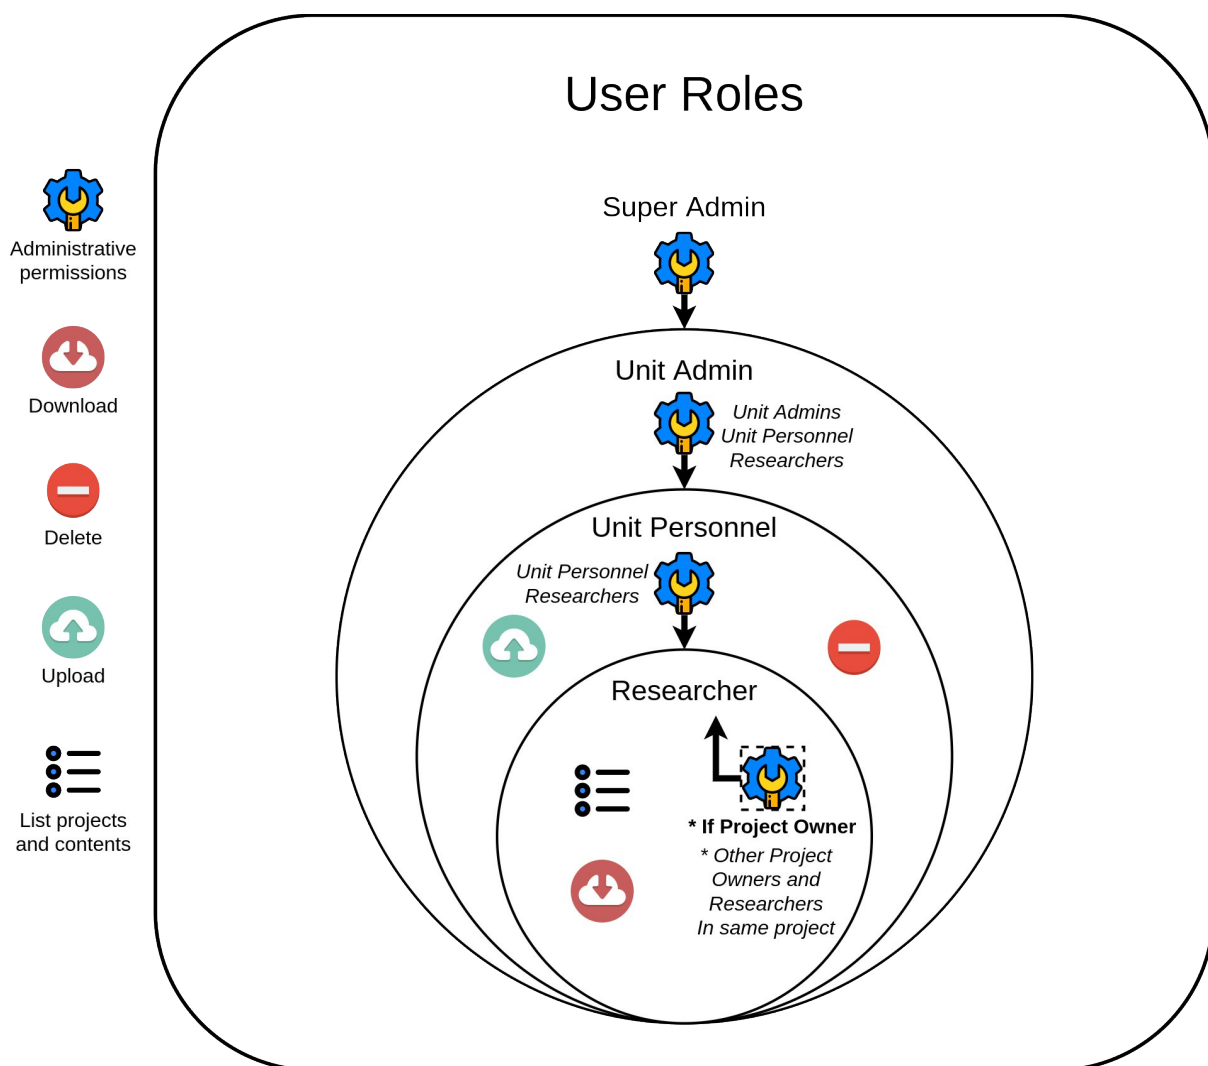 User Roles
Administrative
permissions
Download
Delete
Upload
List projects
and contents
Super Admin
Unit Admin
Unit Admins
Unit Personnel
Researchers
Unit Personnel
Unit Personnel
Researchers
Researcher
* If Project Owner
* Other Project
Owners and
Researchers
In same project